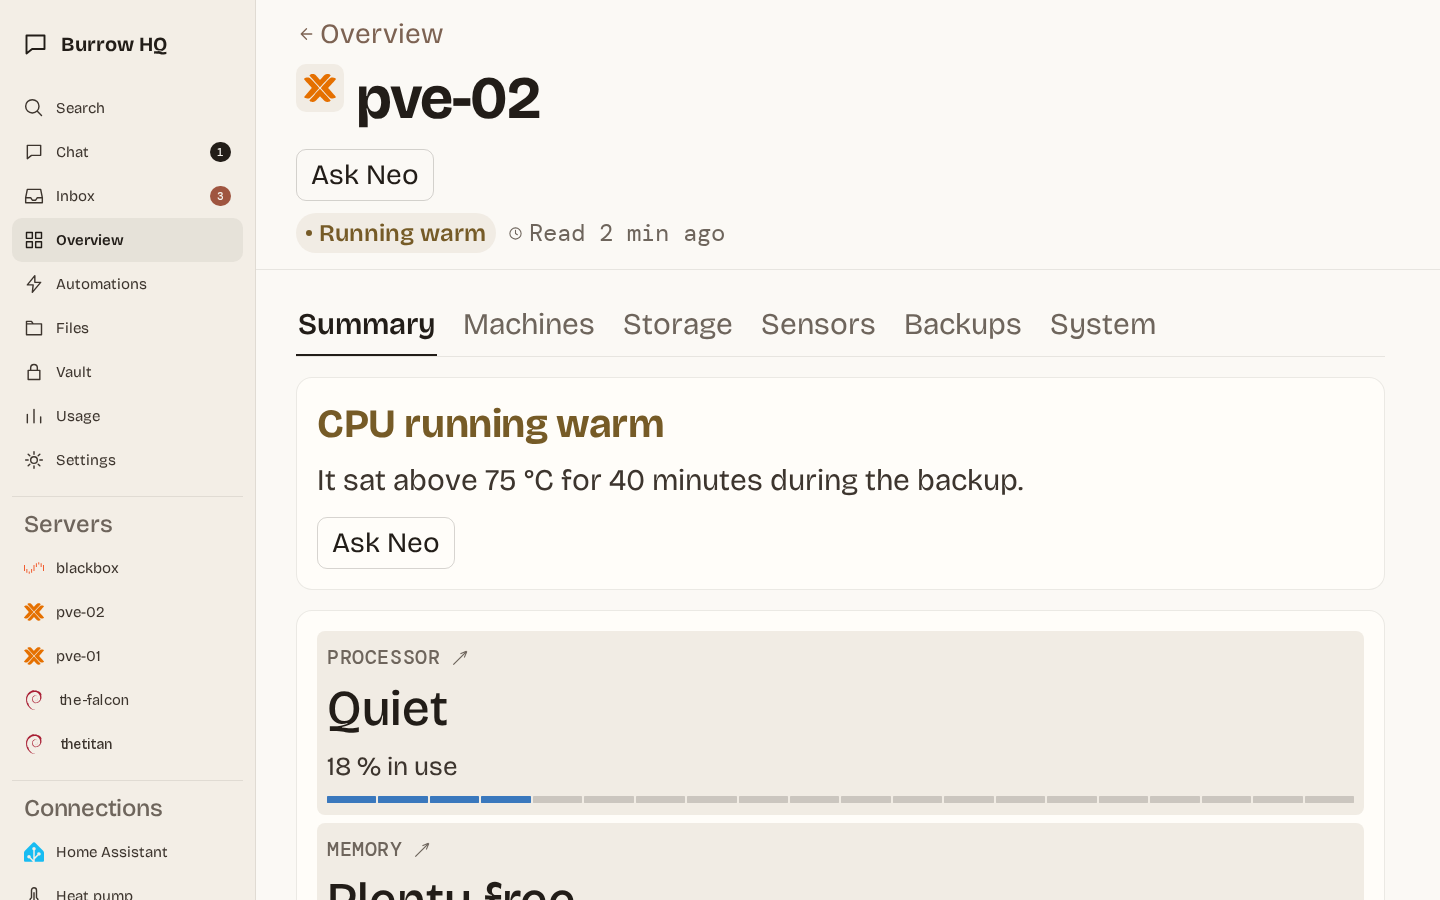 Burrow HQ
Search
Chat 1
Inbox 3
Overview
Automations
Files
Vault
Usage
Settings
Servers
blackbox
pve-02
pve-01
the-falcon
thetitan
Connections
Home Assistant
Heat pump
← Overview
pve-02
Ask Neo
• Running warm Read 2 min ago
Summary Machines Storage Sensors Backups System
CPU running warm
It sat above 75 °C for 40 minutes during the backup.
Ask Neo
PROCESSOR ↗
Quiet
18 % in use
MEMORY ↗
Plenty free